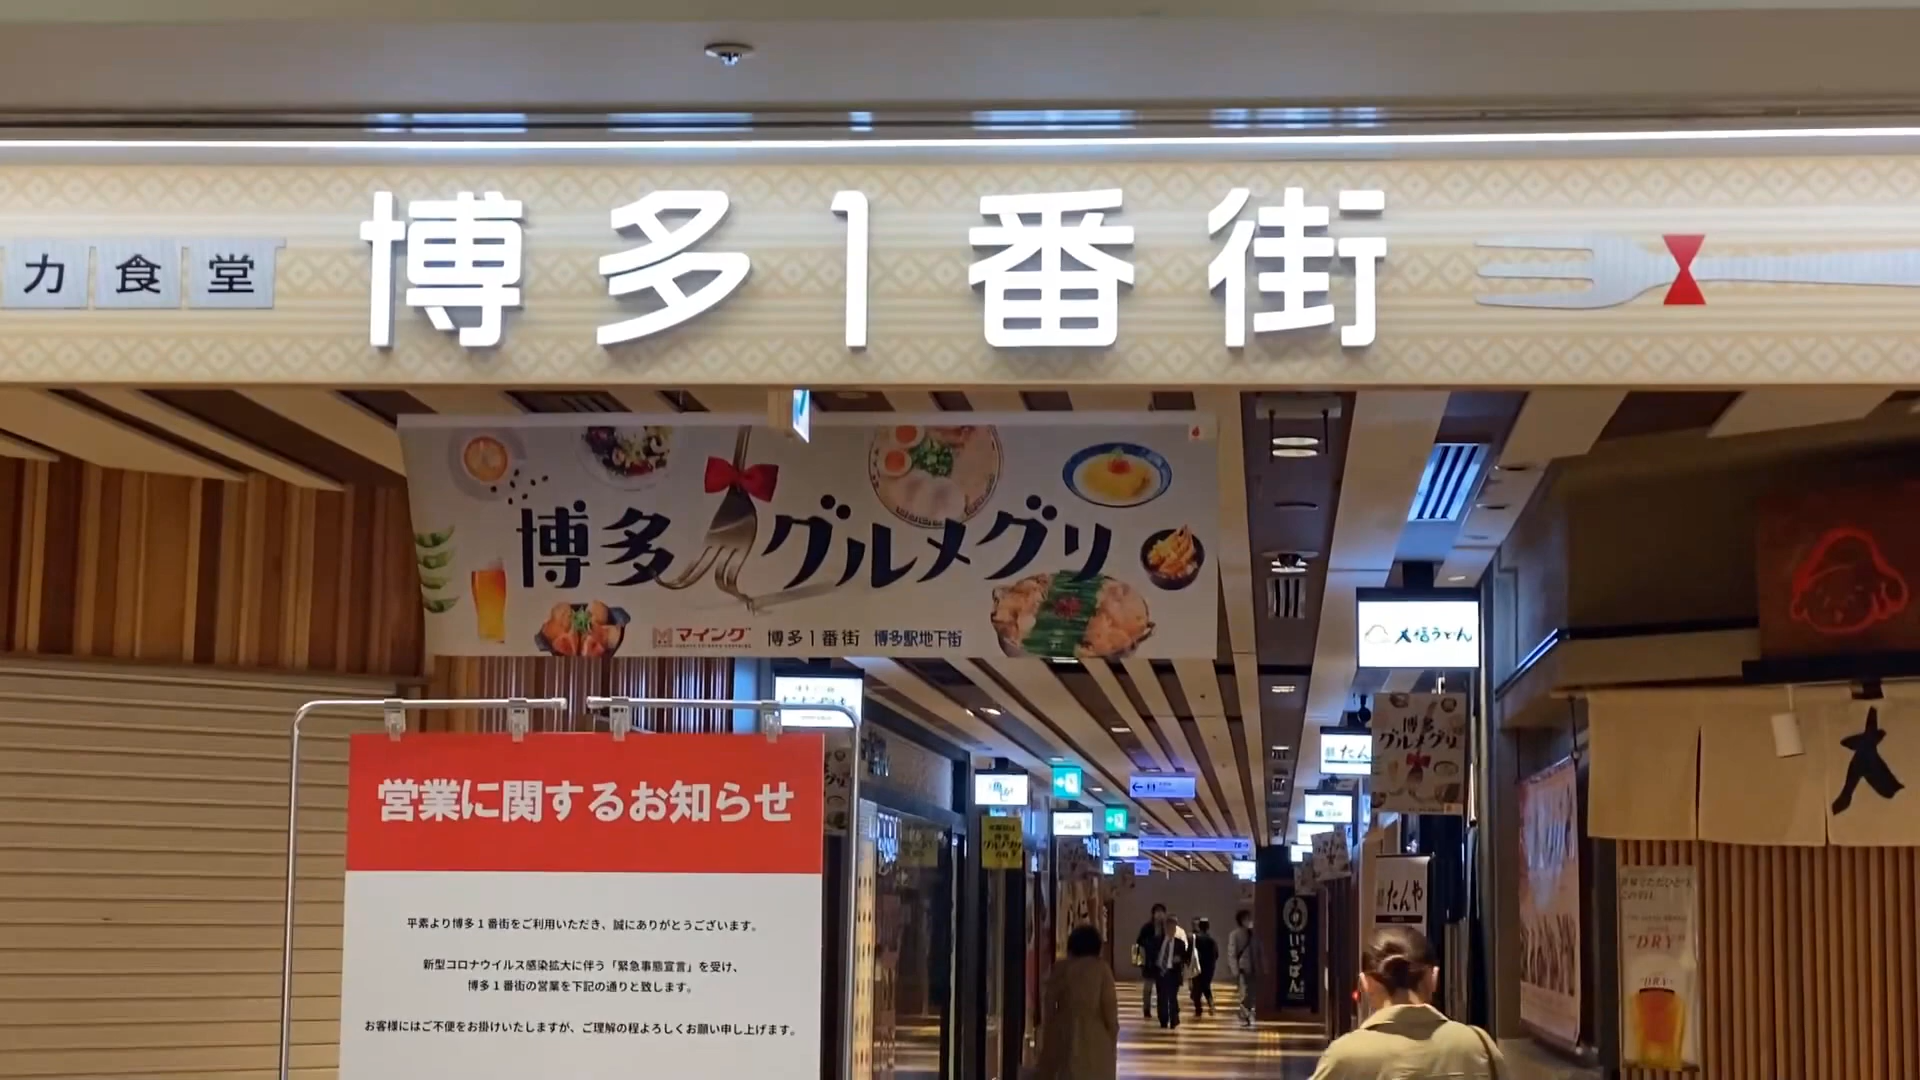 力食堂
博多1番街
博多グルメグリ
マイング 博多1番街 博多駅地下街
大福うどん
博多
グルメグリ
たん
たんや
いちばん
大
DRY
営業に関するお知らせ
平素より博多1番街をご利用いただき、誠にありがとうございます。
新型コロナウイルス感染拡大に伴う「緊急事態宣言」を受け、
博多1番街の営業を下記の通りと致します。
お客様にはご不便をお掛けいたしますが、ご理解の程よろしくお願い申し上げます。